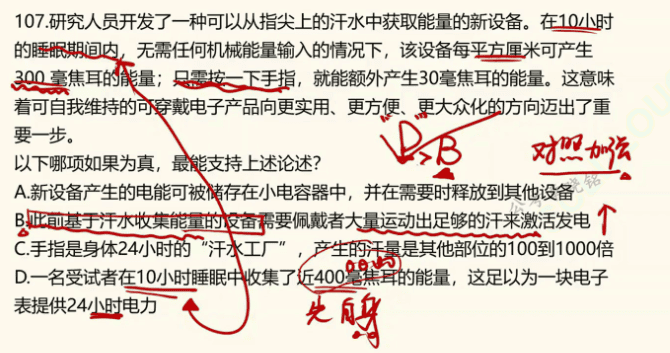 107.研究人员开发了一种可以从指尖上的汗水中获取能量的新设备。在10小时
的睡眠期间内，无需任何机械能量输入的情况下，该设备每平方厘米可产生
300 毫焦耳的能量；只需按一下手指，就能额外产生30毫焦耳的能量。这意味
着可自我维持的可穿戴电子产品向更实用、更方便、更大众化的方向迈出了重
要一步。
"D">B
对照加强
以下哪项如果为真，最能支持上述论述？
A.新设备产生的电能可被储存在小电容器中，并在需要时释放到其他设备
B.此前基于汗水收集能量的设备需要佩戴者大量运动出足够的汗来激活发电
C.手指是身体24小时的“汗水工厂”，产生的汗量是其他部位的100到1000倍
D.一名受试者在10小时睡眠中收集了近400毫焦耳的能量，这足以为一块电子
表提供24小时电力